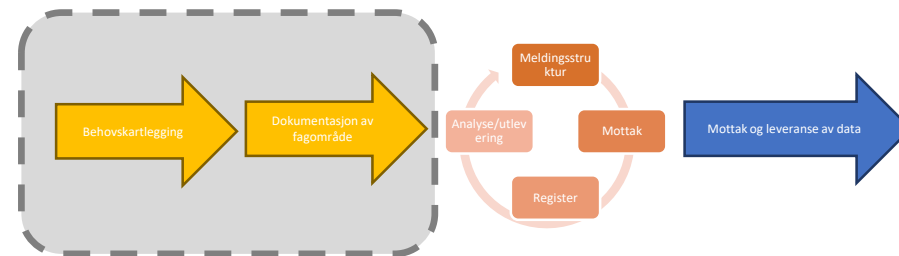 Behovskartlegging
Dokumentasjon av
fagområde
Meldingsstru
ktur
Analyse/utlev
ering
Mottak
Register
Mottak og leveranse av data